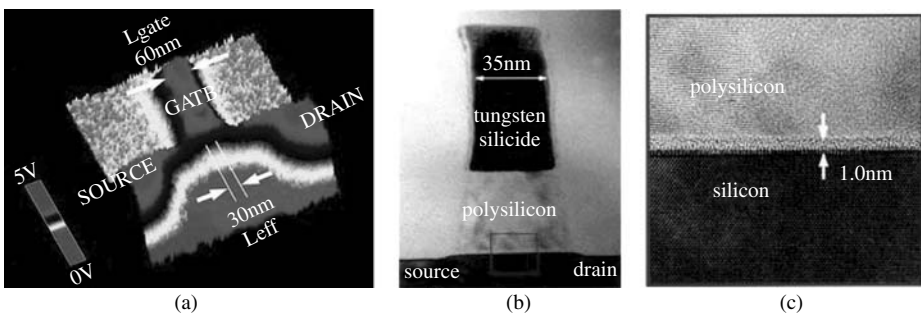 Lgate
60nm
GATE
DRAIN
SOURCE
5V
0V
30nm
Leff
(a)
35nm
tungsten
silicide
polysilicon
source
drain
(b)
polysilicon
1.0nm
silicon
(c)